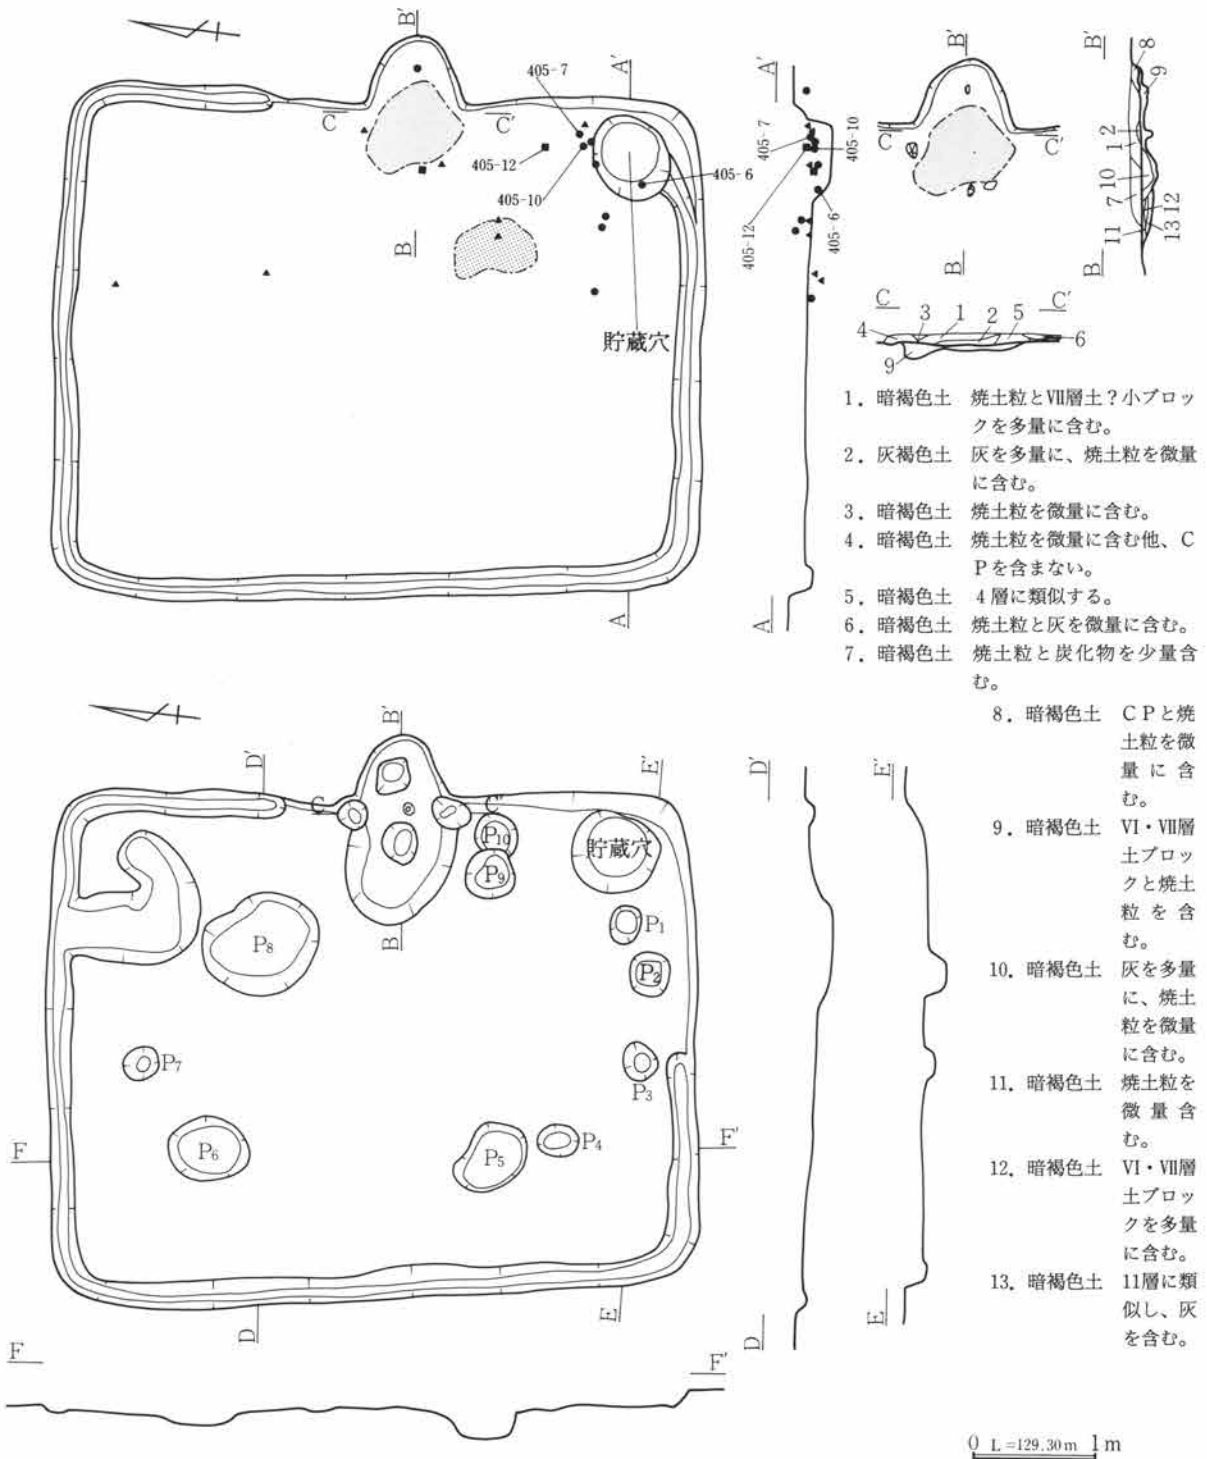 B'
405-7
A'
C
C'
405-12
405-10
405-6
B
貯蔵穴
A
A'
405-7
405-10
405-12
405-6
A
B'
C
C'
B
B'
8
9
2
1
10
7
12
13
11
B
C
C'
4
3
1
2
5
6
9
1. 暗褐色土 焼土粒とⅦ層土?小ブロッ
クを多量に含む。
2. 灰褐色土 灰を多量に、焼土粒を微量
に含む。
3. 暗褐色土 焼土粒を微量に含む。
4. 暗褐色土 焼土粒を微量に含む他、C
Pを含まない。
5. 暗褐色土 4層に類似する。
6. 暗褐色土 焼土粒と灰を微量に含む。
7. 暗褐色土 焼土粒と炭化物を少量含
む。
8. 暗褐色土 CPと焼
土粒を微
量に含
む。
9. 暗褐色土 Ⅵ・Ⅶ層
土ブロッ
クと焼土
粒を含
む。
10. 暗褐色土 灰を多量
に、焼土
粒を微量
に含む。
11. 暗褐色土 焼土粒を
微量含
む。
12. 暗褐色土 Ⅵ・Ⅶ層
土ブロッ
クを多量
に含む。
13. 暗褐色土 11層に類
似し、灰
を含む。
B'
D'
E'
C
C'
P10
貯蔵穴
P9
P1
P8
B
P2
P7
P3
F
P6
P5
P4
F'
D
E
D'
E'
D
E
F
F'
0 L=129.30m 1m